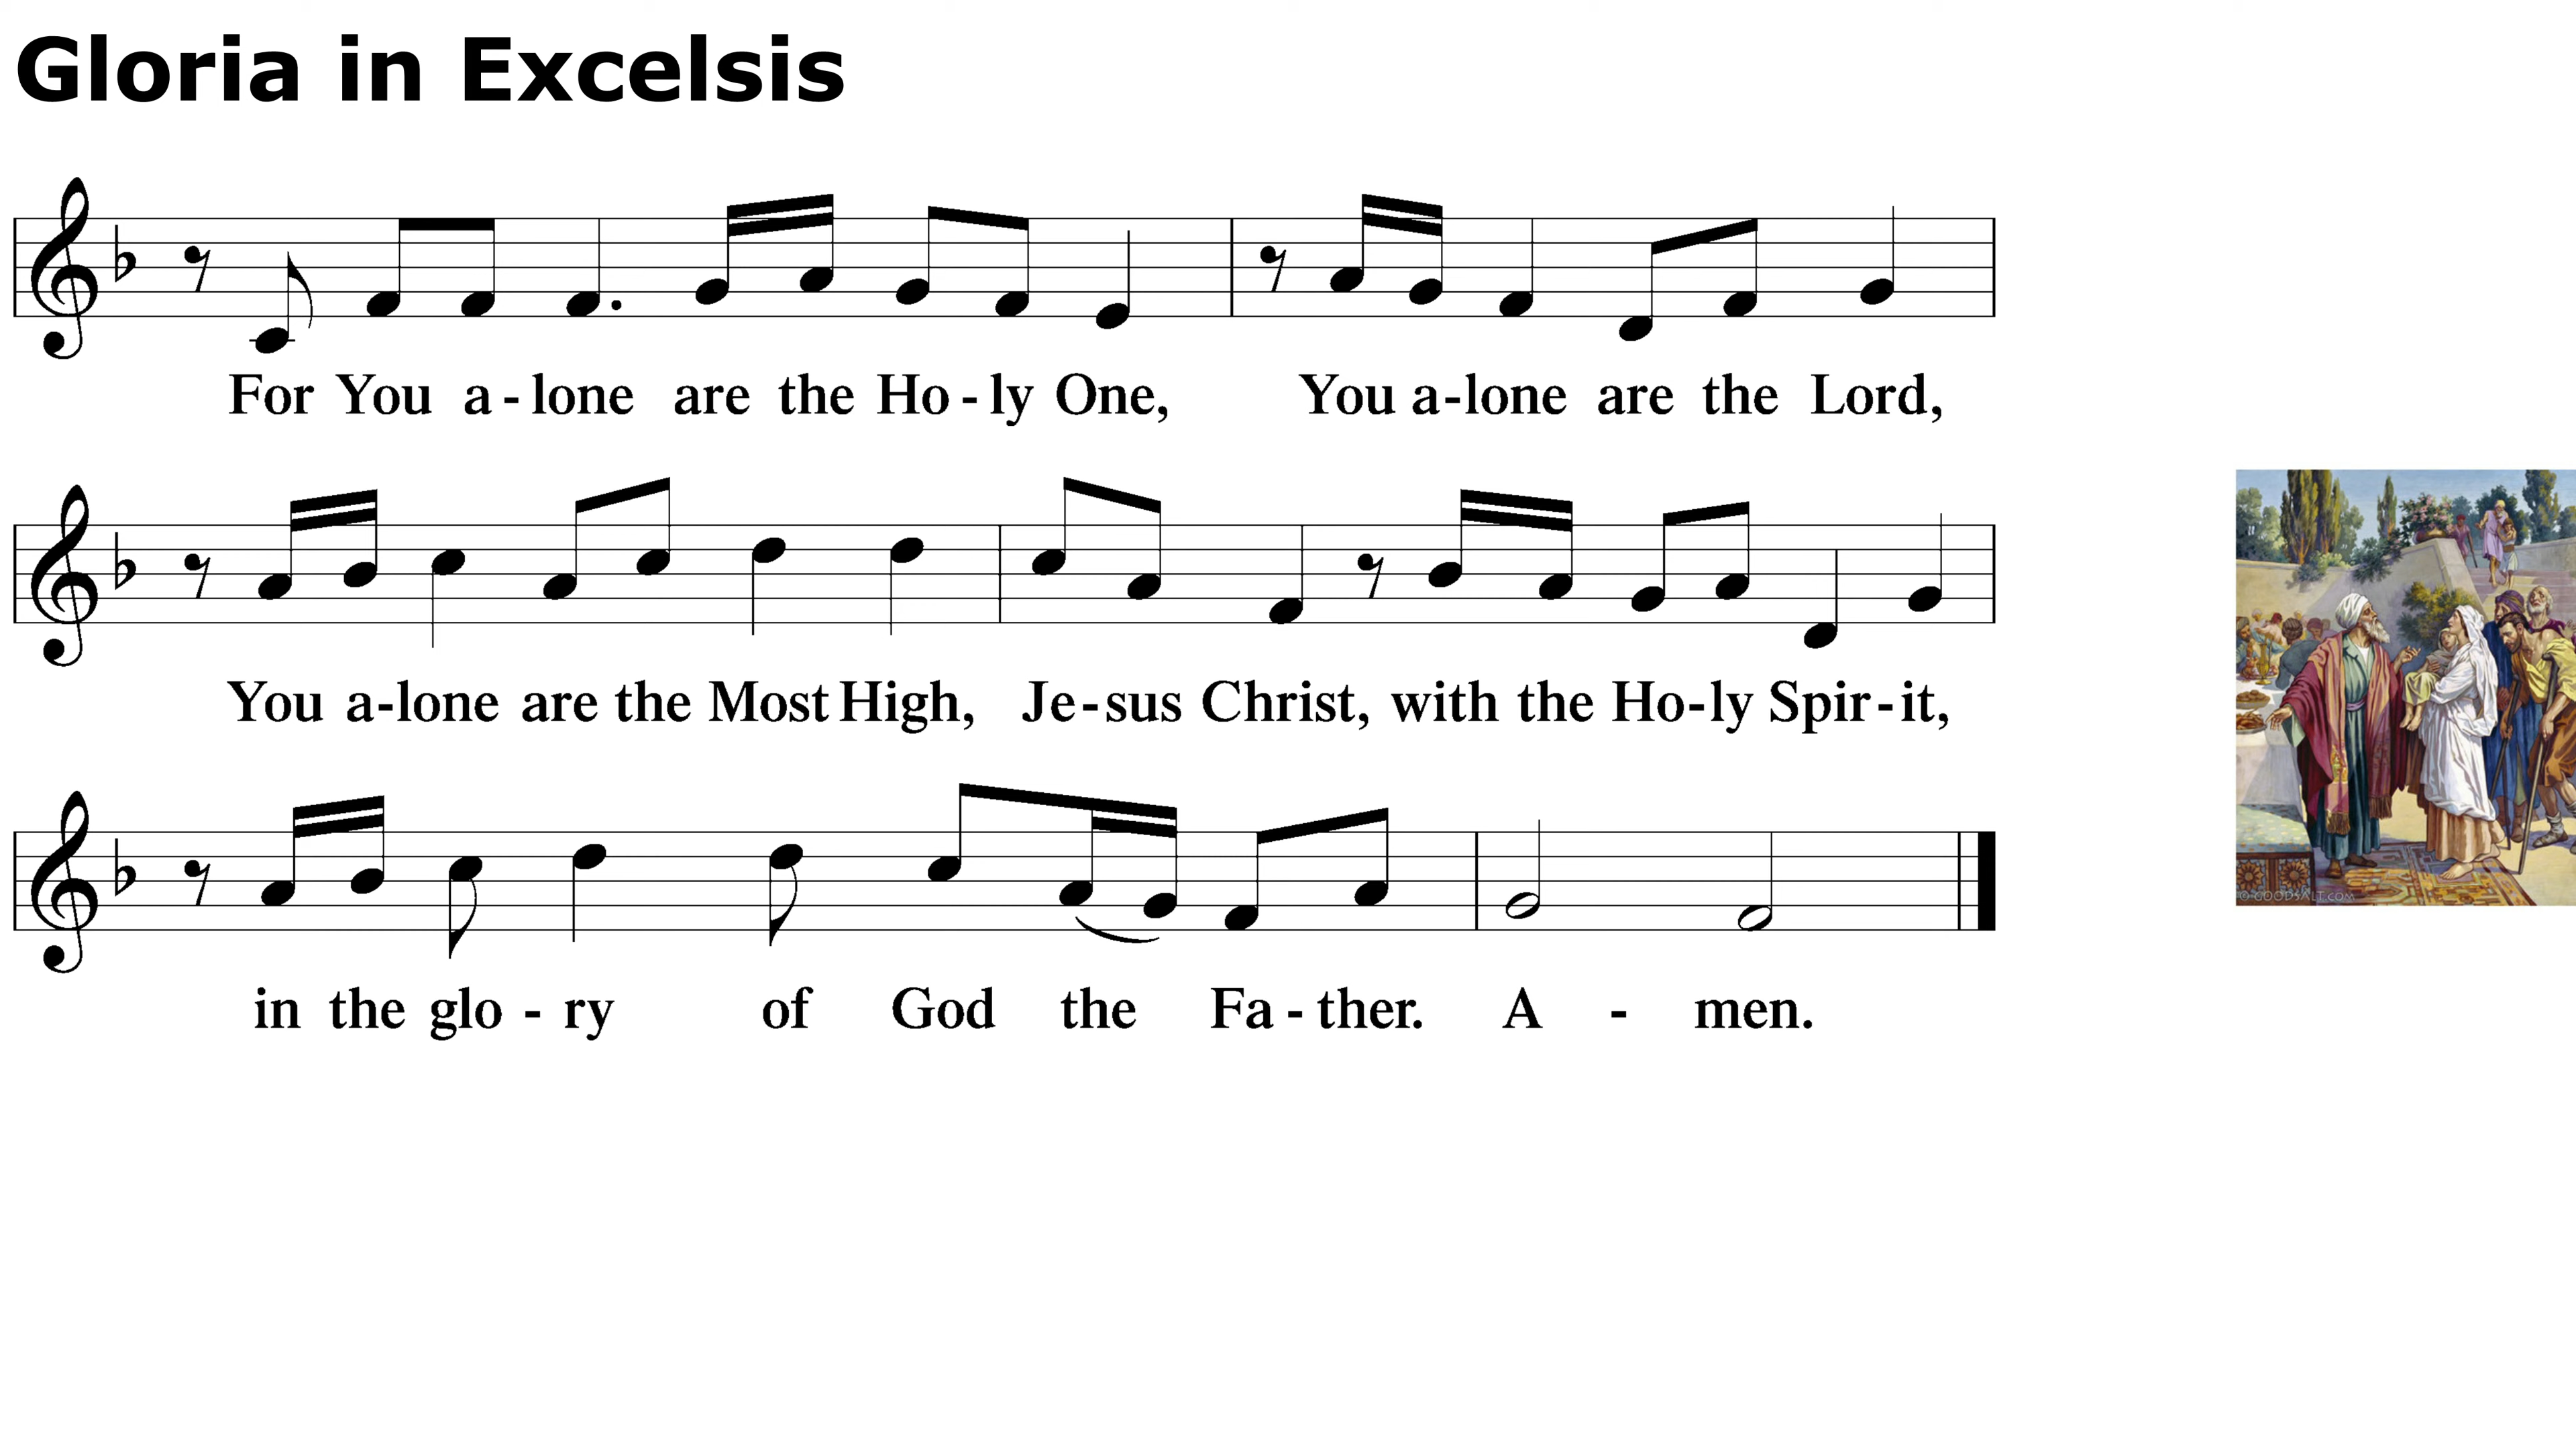 Gloria in Excelsis
For You a - lone are the Ho - ly One, You a-lone are the Lord,
You a-lone are the Most High, Je-sus Christ, with the Ho-ly Spir-it,
in the glo - ry of God the Fa - ther. A - men.
© GOODSALT.COM